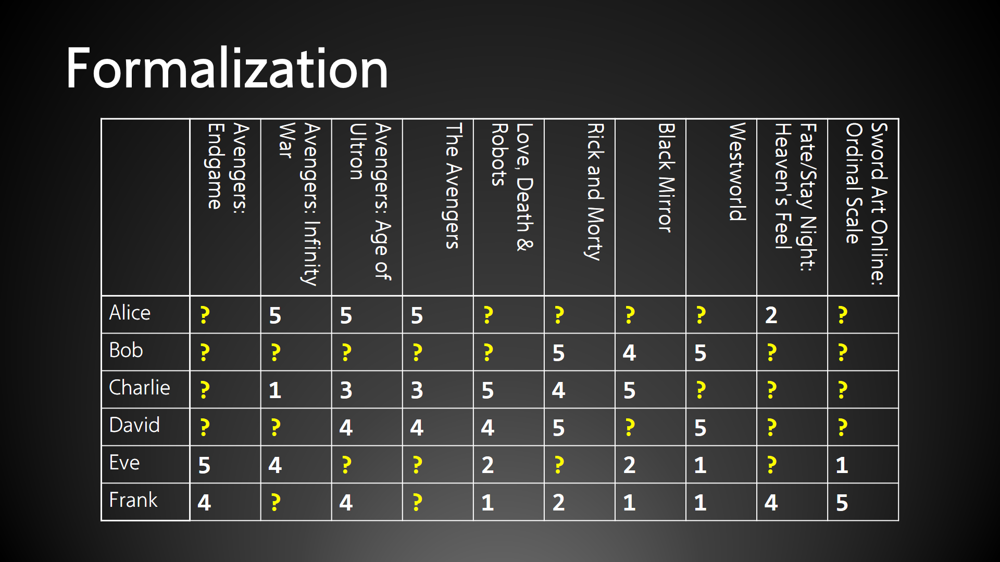 Formalization
Avengers:
Endgame
Avengers: Infinity
War
Avengers: Age of
Ultron
The Avengers
Love, Death &
Robots
Rick and Morty
Black Mirror
Westworld
Fate/Stay Night:
Heaven's Feel
Sword Art Online:
Ordinal Scale
Alice ? 5 5 5 ? ? ? ? 2 ?
Bob ? ? ? ? ? 5 4 5 ? ?
Charlie ? 1 3 3 5 4 5 ? ? ?
David ? ? 4 4 4 5 ? 5 ? ?
Eve 5 4 ? ? 2 ? 2 1 ? 1
Frank 4 ? 4 ? 1 2 1 1 4 5